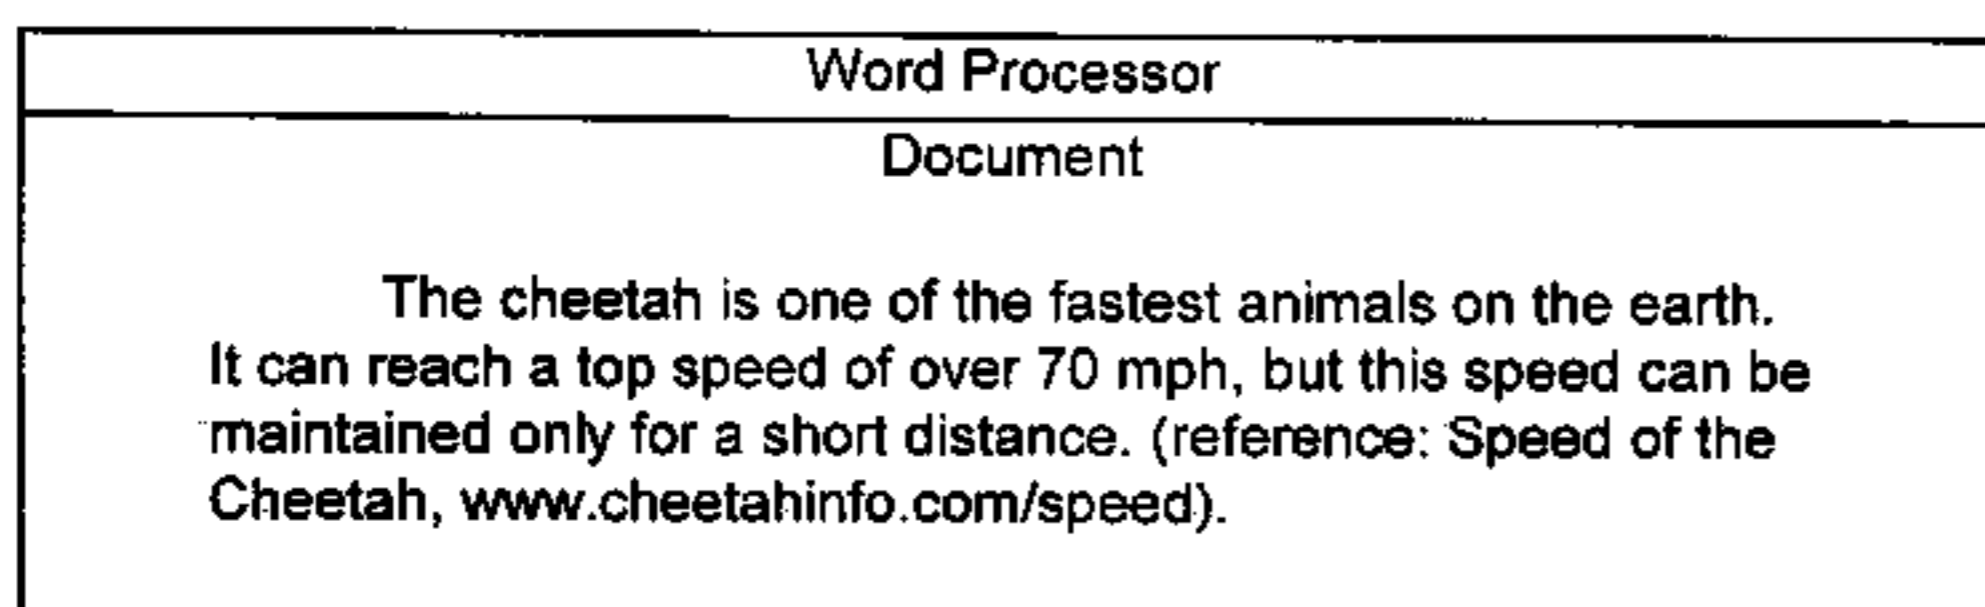 Word Processor
Document
The cheetah is one of the fastest animals on the earth.
It can reach a top speed of over 70 mph, but this speed can be
maintained only for a short distance. (reference: Speed of the
Cheetah, www.cheetahinfo.com/speed).